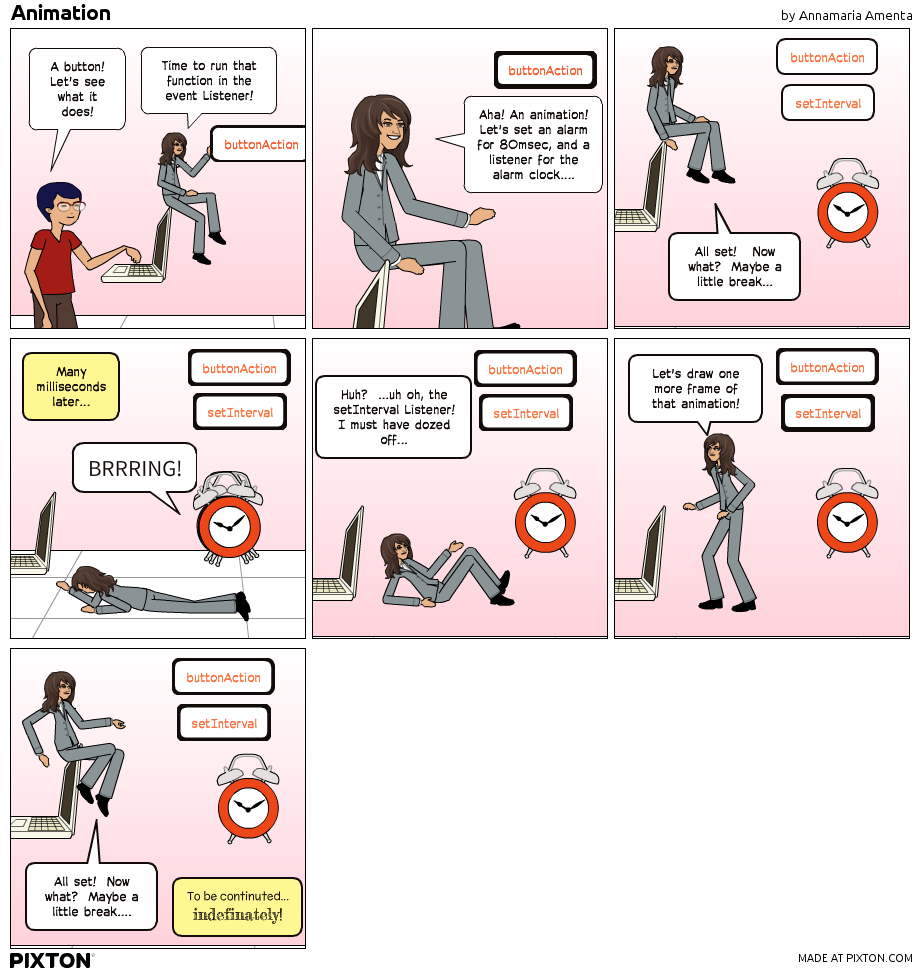 Animation
by Annamaria Amenta
A button!
Let's see
what it
does!
Time to run that
function in the
event Listener!
buttonAction
buttonAction
Aha! An animation!
Let's set an alarm
for 80msec, and a
listener for the
alarm clock....
buttonAction
setInterval
All set! Now
what? Maybe a
little break...
Many
milliseconds
later...
buttonAction
setInterval
BRRRING!
buttonAction
Huh? ...uh oh, the
setInterval Listener!
I must have dozed
off...
setInterval
Let's draw one
more frame of
that animation!
buttonAction
setInterval
buttonAction
setInterval
All set! Now
what? Maybe a
little break....
To be continuted...
indefinately!
PIXTON
MADE AT PIXTON.COM